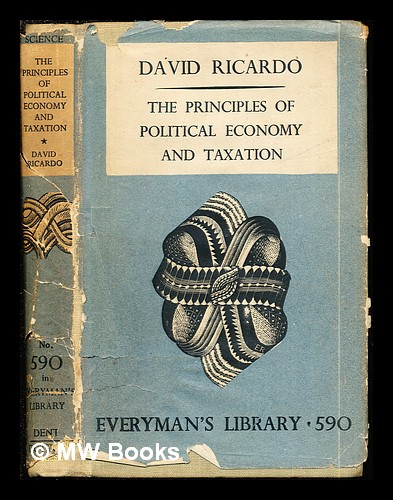 SCIENCE
THE
PRINCIPLES
OF
POLITICAL
ECONOMY
AND
TAXATION
★
DAVID
RICARDO
No.
590
in
LIBRARY
DENT
DAVID RICARDO
THE PRINCIPLES OF
POLITICAL ECONOMY
AND TAXATION
ER
EVERYMAN'S LIBRARY · 590
© MW Books